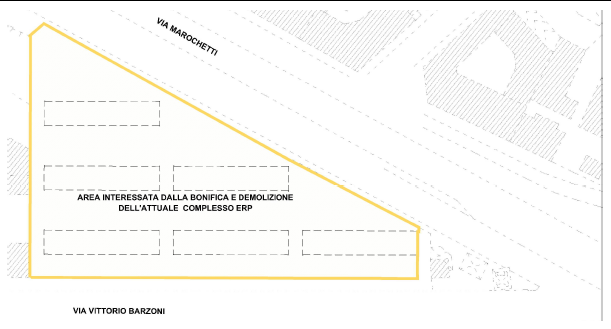 VIA MAROCHETTI
AREA INTERESSATA DALLA BONIFICA E DEMOLIZIONE
DELL'ATTUALE COMPLESSO ERP
VIA VITTORIO BARZONI